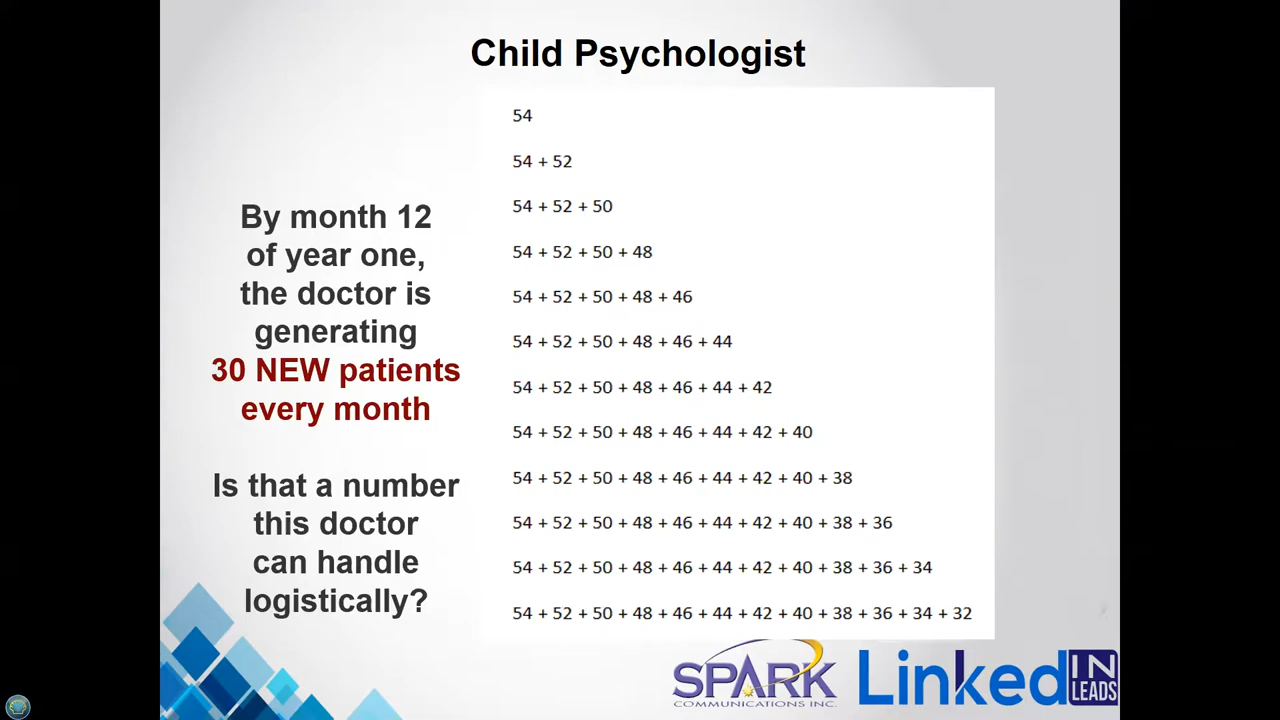 Child Psychologist
By month 12
of year one,
the doctor is
generating
30 NEW patients
every month
Is that a number
this doctor
can handle
logistically?
54
54 + 52
54 + 52 + 50
54 + 52 + 50 + 48
54 + 52 + 50 + 48 + 46
54 + 52 + 50 + 48 + 46 + 44
54 + 52 + 50 + 48 + 46 + 44 + 42
54 + 52 + 50 + 48 + 46 + 44 + 42 + 40
54 + 52 + 50 + 48 + 46 + 44 + 42 + 40 + 38
54 + 52 + 50 + 48 + 46 + 44 + 42 + 40 + 38 + 36
54 + 52 + 50 + 48 + 46 + 44 + 42 + 40 + 38 + 36 + 34
54 + 52 + 50 + 48 + 46 + 44 + 42 + 40 + 38 + 36 + 34 + 32
SPARK
COMMUNICATIONS INC.
Linked IN
LEADS